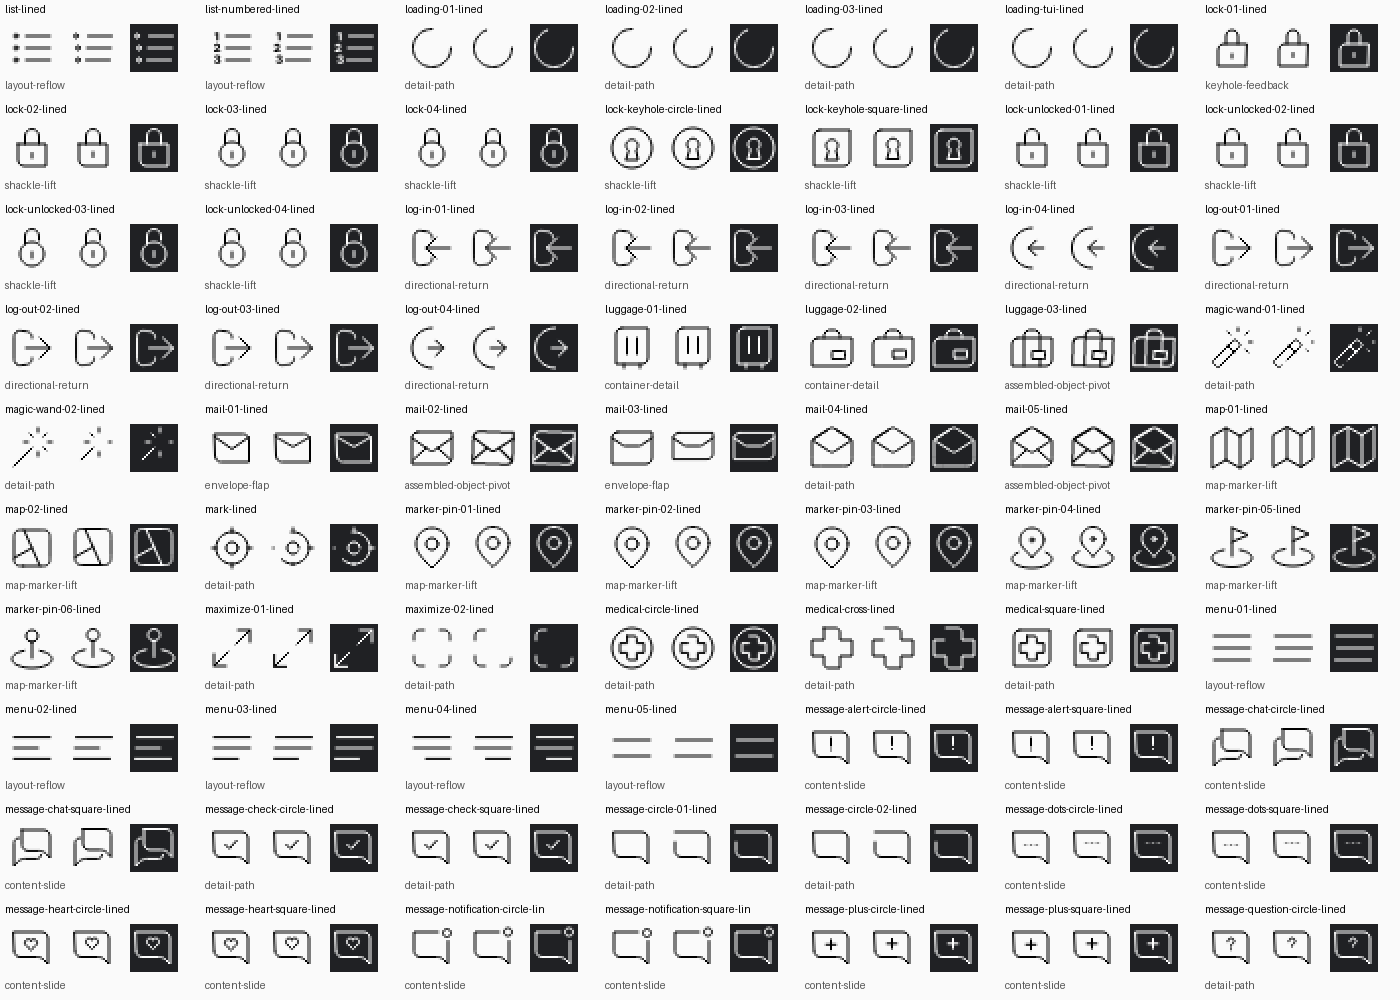 list-lined list-numbered-lined loading-01-lined loading-02-lined loading-03-lined loading-tui-lined lock-01-lined
1 2 3 1 2 3 1 2 3
layout-reflow layout-reflow detail-path detail-path detail-path detail-path keyhole-feedback
lock-02-lined lock-03-lined lock-04-lined lock-keyhole-circle-lined lock-keyhole-square-lined lock-unlocked-01-lined lock-unlocked-02-lined
shackle-lift shackle-lift shackle-lift shackle-lift shackle-lift shackle-lift shackle-lift
lock-unlocked-03-lined lock-unlocked-04-lined log-in-01-lined log-in-02-lined log-in-03-lined log-in-04-lined log-out-01-lined
shackle-lift shackle-lift directional-return directional-return directional-return directional-return directional-return
log-out-02-lined log-out-03-lined log-out-04-lined luggage-01-lined luggage-02-lined luggage-03-lined magic-wand-01-lined
directional-return directional-return directional-return container-detail container-detail assembled-object-pivot detail-path
magic-wand-02-lined mail-01-lined mail-02-lined mail-03-lined mail-04-lined mail-05-lined map-01-lined
detail-path envelope-flap assembled-object-pivot envelope-flap detail-path assembled-object-pivot map-marker-lift
map-02-lined mark-lined marker-pin-01-lined marker-pin-02-lined marker-pin-03-lined marker-pin-04-lined marker-pin-05-lined
map-marker-lift detail-path map-marker-lift map-marker-lift map-marker-lift map-marker-lift map-marker-lift
marker-pin-06-lined maximize-01-lined maximize-02-lined medical-circle-lined medical-cross-lined medical-square-lined menu-01-lined
map-marker-lift detail-path detail-path detail-path detail-path detail-path layout-reflow
menu-02-lined menu-03-lined menu-04-lined menu-05-lined message-alert-circle-lined message-alert-square-lined message-chat-circle-lined
! ! ! ! ! !
layout-reflow layout-reflow layout-reflow layout-reflow content-slide content-slide content-slide
message-chat-square-lined message-check-circle-lined message-check-square-lined message-circle-01-lined message-circle-02-lined message-dots-circle-lined message-dots-square-lined
content-slide detail-path detail-path detail-path detail-path content-slide content-slide
message-heart-circle-lined message-heart-square-lined message-notification-circle-lin message-notification-square-lin message-plus-circle-lined message-plus-square-lined message-question-circle-lined
? ? ?
content-slide content-slide content-slide content-slide content-slide content-slide detail-path